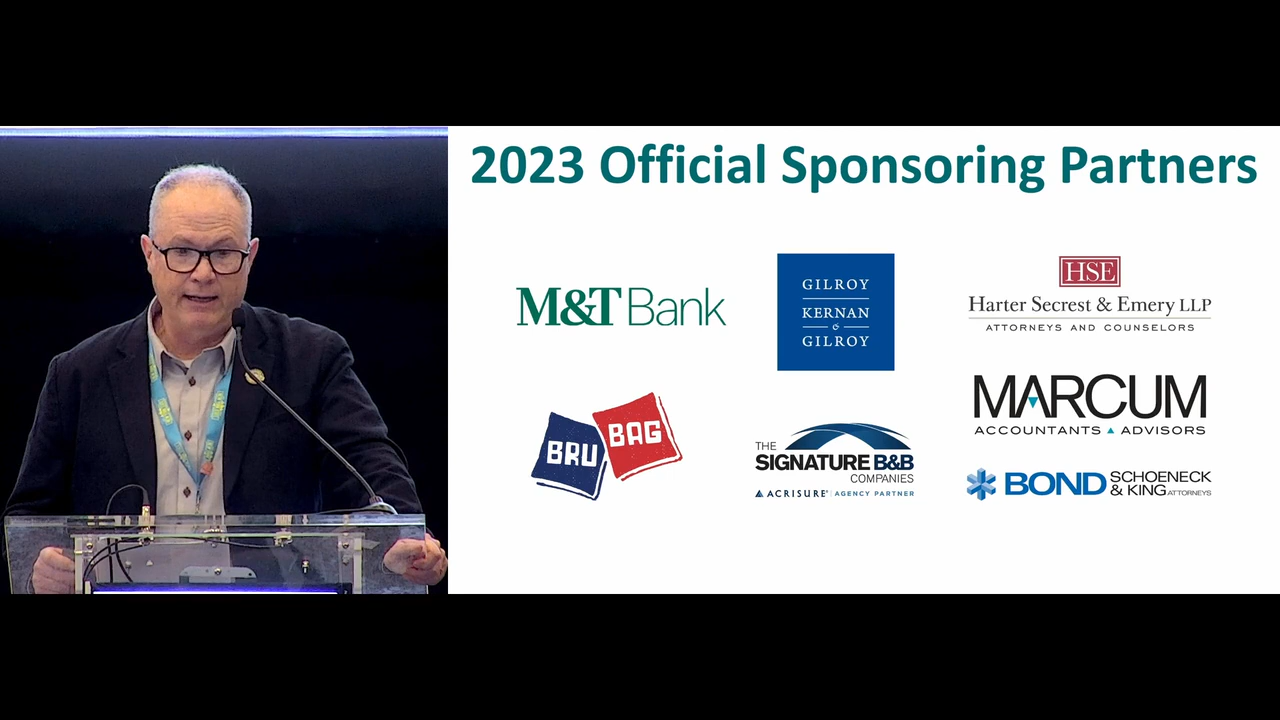 2023 Official Sponsoring Partners
M&T Bank
GILROY
KERNAN
&
GILROY
HSE
Harter Secrest & Emery LLP
ATTORNEYS AND COUNSELORS
BRU
BAG
THE
SIGNATURE B&B
COMPANIES
ACRISURE® | AGENCY PARTNER
MARCUM
ACCOUNTANTS ▲ ADVISORS
BOND SCHOENECK
& KING ATTORNEYS